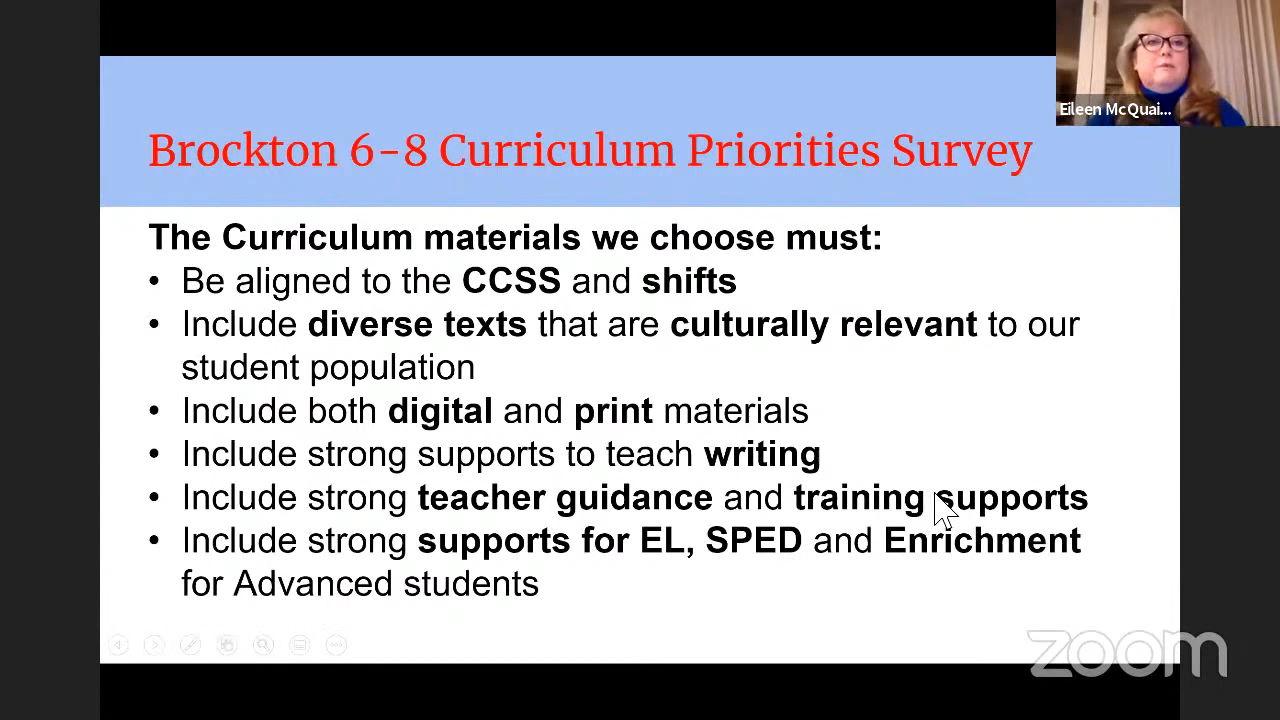 Eileen McQuai...
Brockton 6-8 Curriculum Priorities Survey
The Curriculum materials we choose must:
• Be aligned to the CCSS and shifts
• Include diverse texts that are culturally relevant to our
student population
• Include both digital and print materials
• Include strong supports to teach writing
• Include strong teacher guidance and training supports
• Include strong supports for EL, SPED and Enrichment
for Advanced students
zoom